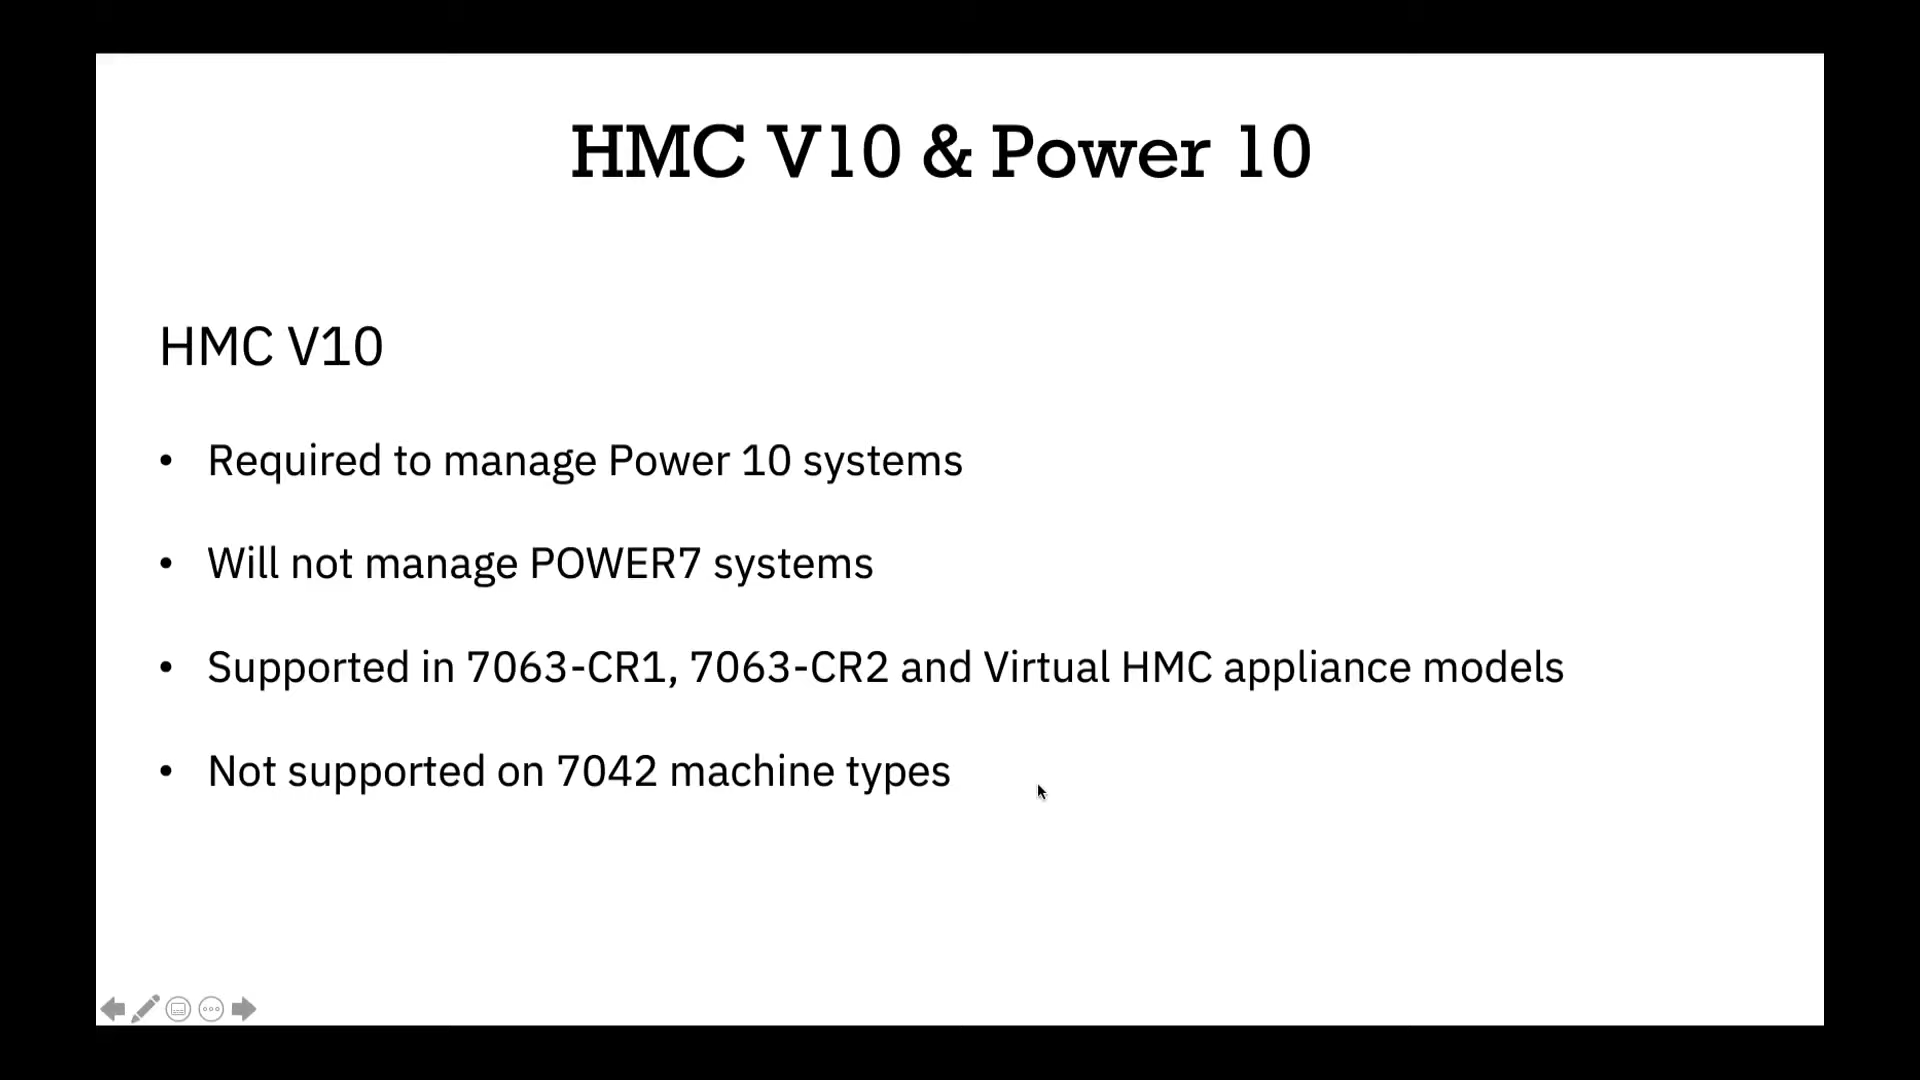 HMC V10 & Power 10
HMC V10
• Required to manage Power 10 systems
• Will not manage POWER7 systems
• Supported in 7063-CR1, 7063-CR2 and Virtual HMC appliance models
• Not supported on 7042 machine types